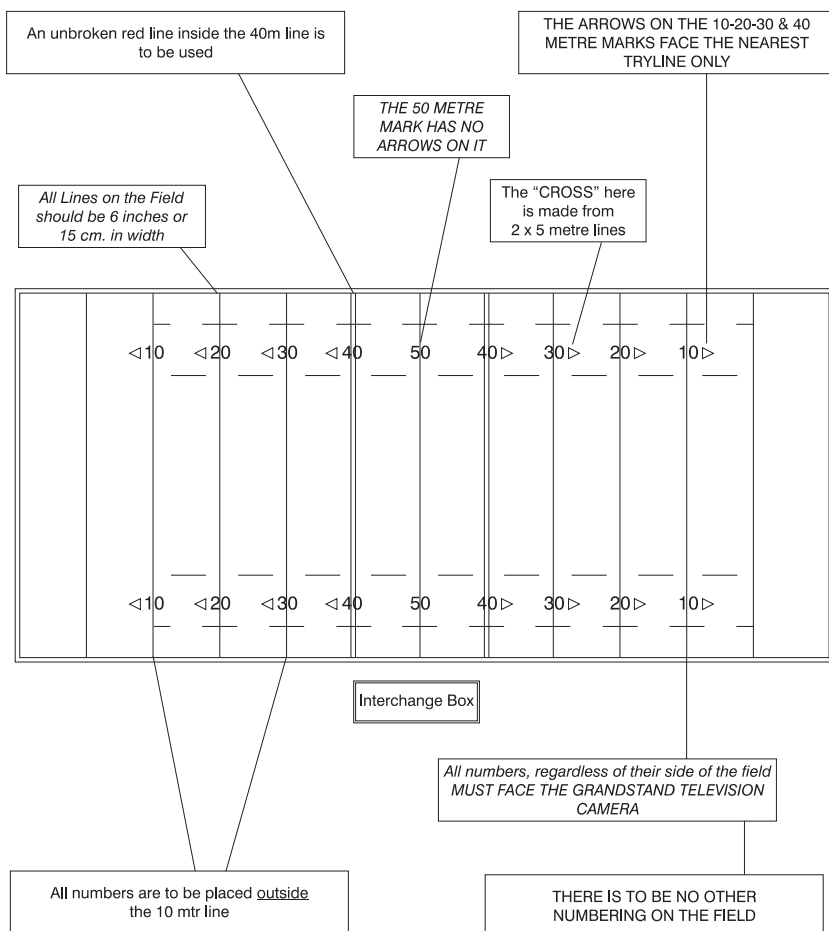 An unbroken red line inside the 40m line is
to be used
THE ARROWS ON THE 10-20-30 & 40
METRE MARKS FACE THE NEAREST
TRYLINE ONLY
THE 50 METRE
MARK HAS NO
ARROWS ON IT
All Lines on the Field
should be 6 inches or
15 cm. in width
The “CROSS” here
is made from
2 x 5 metre lines
10 20 30 40 50 40 30 20 10
10 20 30 40 50 40 30 20 10
Interchange Box
All numbers, regardless of their side of the field
MUST FACE THE GRANDSTAND TELEVISION
CAMERA
All numbers are to be placed outside
the 10 mtr line
THERE IS TO BE NO OTHER
NUMBERING ON THE FIELD